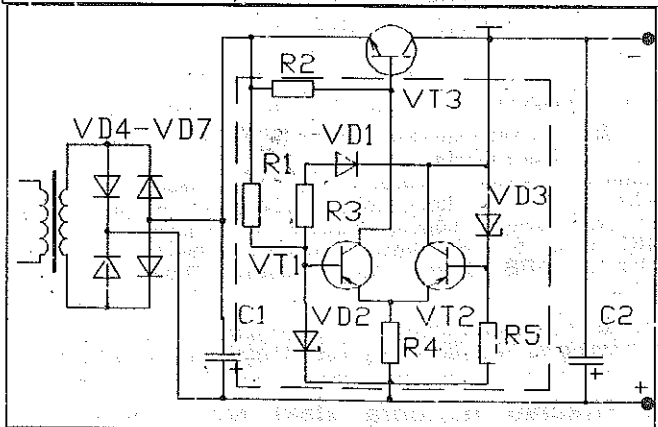 R2
VT3
VD4-VD7
VD1
R1
R3
VD3
VT1
VD2
VT2
C1
R4
R5
C2
-
+
+
+